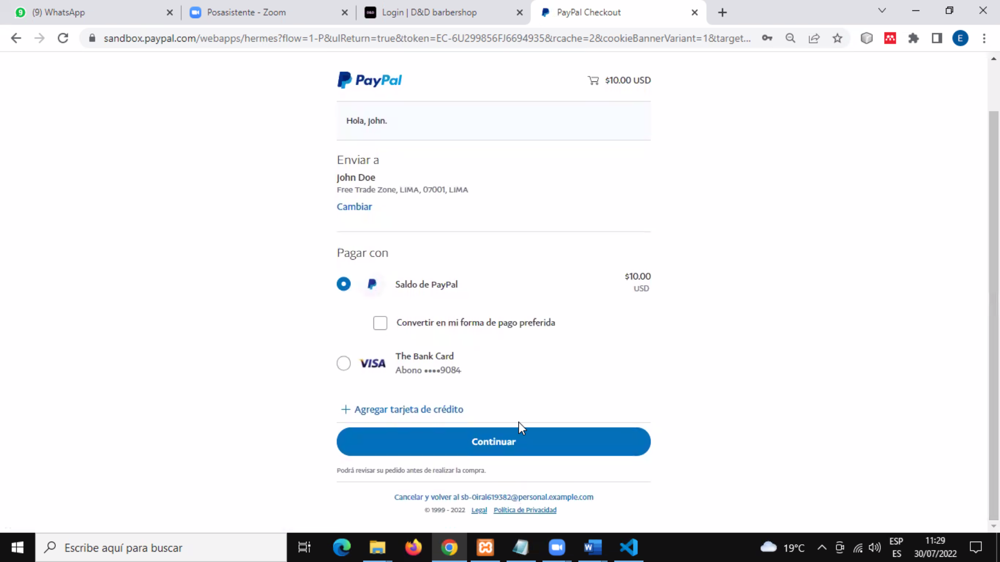 (9) WhatsApp
Posasistente - Zoom
Login | D&D barbershop
PayPal Checkout
sandbox.paypal.com/webapps/hermes?flow=1-P&ulReturn=true&token=EC-6U299856FJ6694935&rcache=2&cookieBannerVariant=1&target...
E
PayPal
$10.00 USD
Hola, John.
Enviar a
John Doe
Free Trade Zone, LIMA, 07001, LIMA
Cambiar
Pagar con
Saldo de PayPal
$10.00
USD
Convertir en mi forma de pago preferida
VISA
The Bank Card
Abono ••••9084
+ Agregar tarjeta de crédito
Continuar
Podrá revisar su pedido antes de realizar la compra.
Cancelar y volver al sb-0iral619382@personal.example.com
© 1999 - 2022 Legal Política de Privacidad
Escribe aquí para buscar
19°C
ESP
ES
11:29
30/07/2022